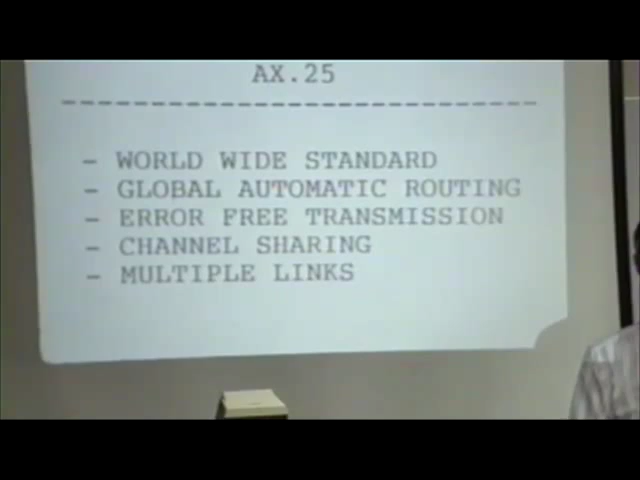 AX.25
---------------------------------------
- WORLD WIDE STANDARD
- GLOBAL AUTOMATIC ROUTING
- ERROR FREE TRANSMISSION
- CHANNEL SHARING
- MULTIPLE LINKS